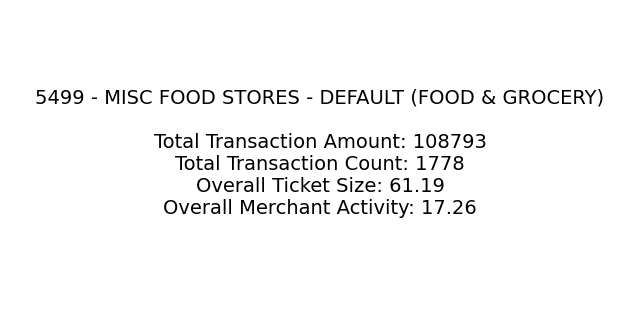 5499 - MISC FOOD STORES - DEFAULT (FOOD & GROCERY)
Total Transaction Amount: 108793
Total Transaction Count: 1778
Overall Ticket Size: 61.19
Overall Merchant Activity: 17.26